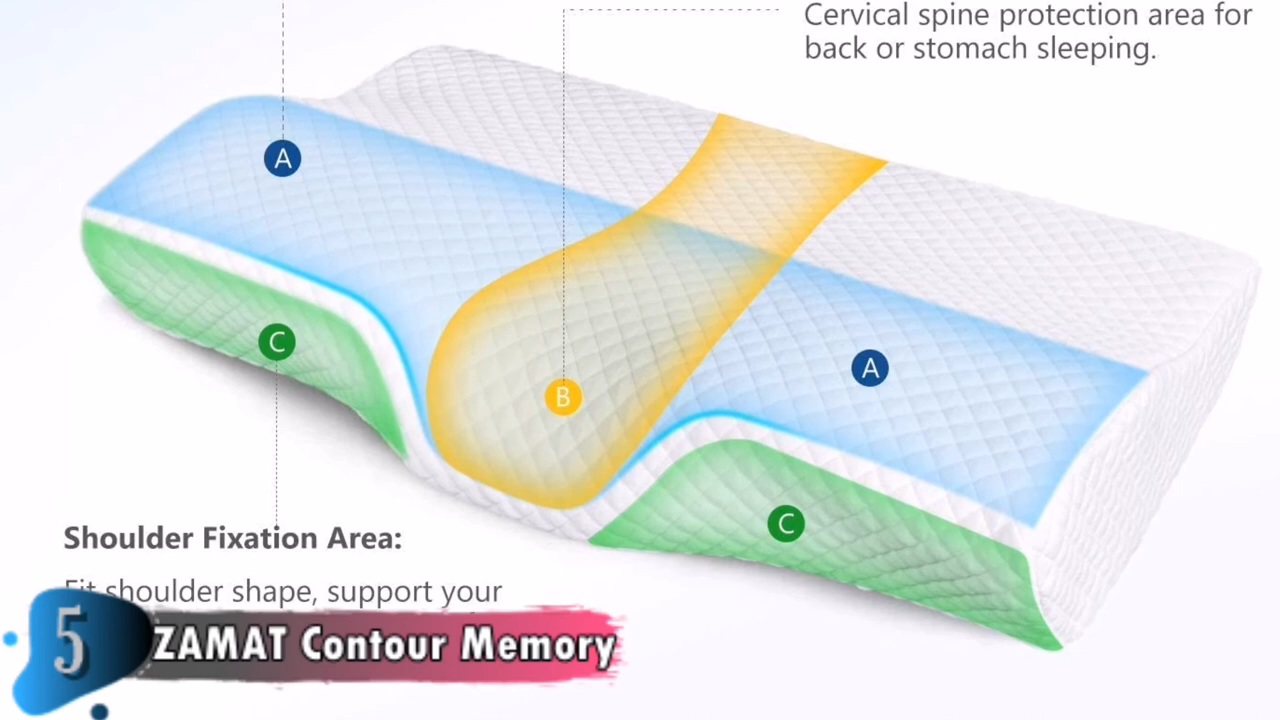 Cervical spine protection area for
back or stomach sleeping.
A
C
B
A
C
Shoulder Fixation Area:
Fit shoulder shape, support your
5
ZAMAT Contour Memory